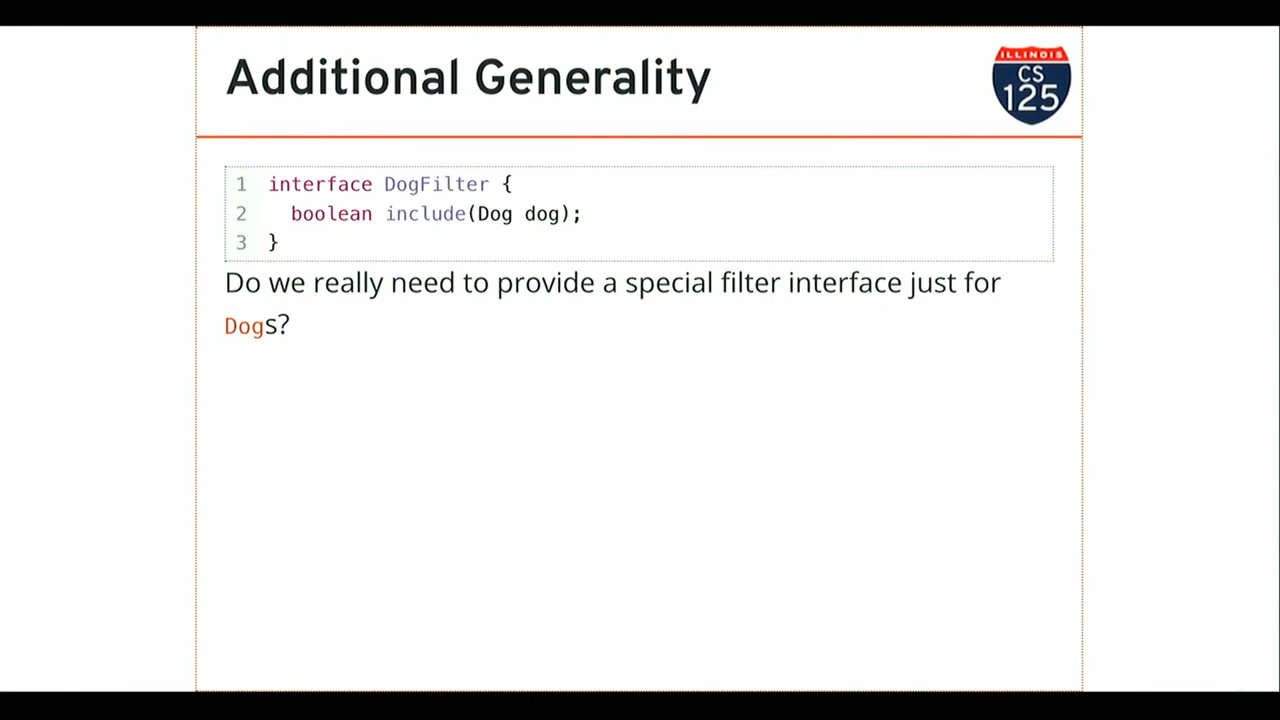 Additional Generality
ILLINOIS
CS
125
1 interface DogFilter {
2   boolean include(Dog dog);
3 }
Do we really need to provide a special filter interface just for
Dogs?